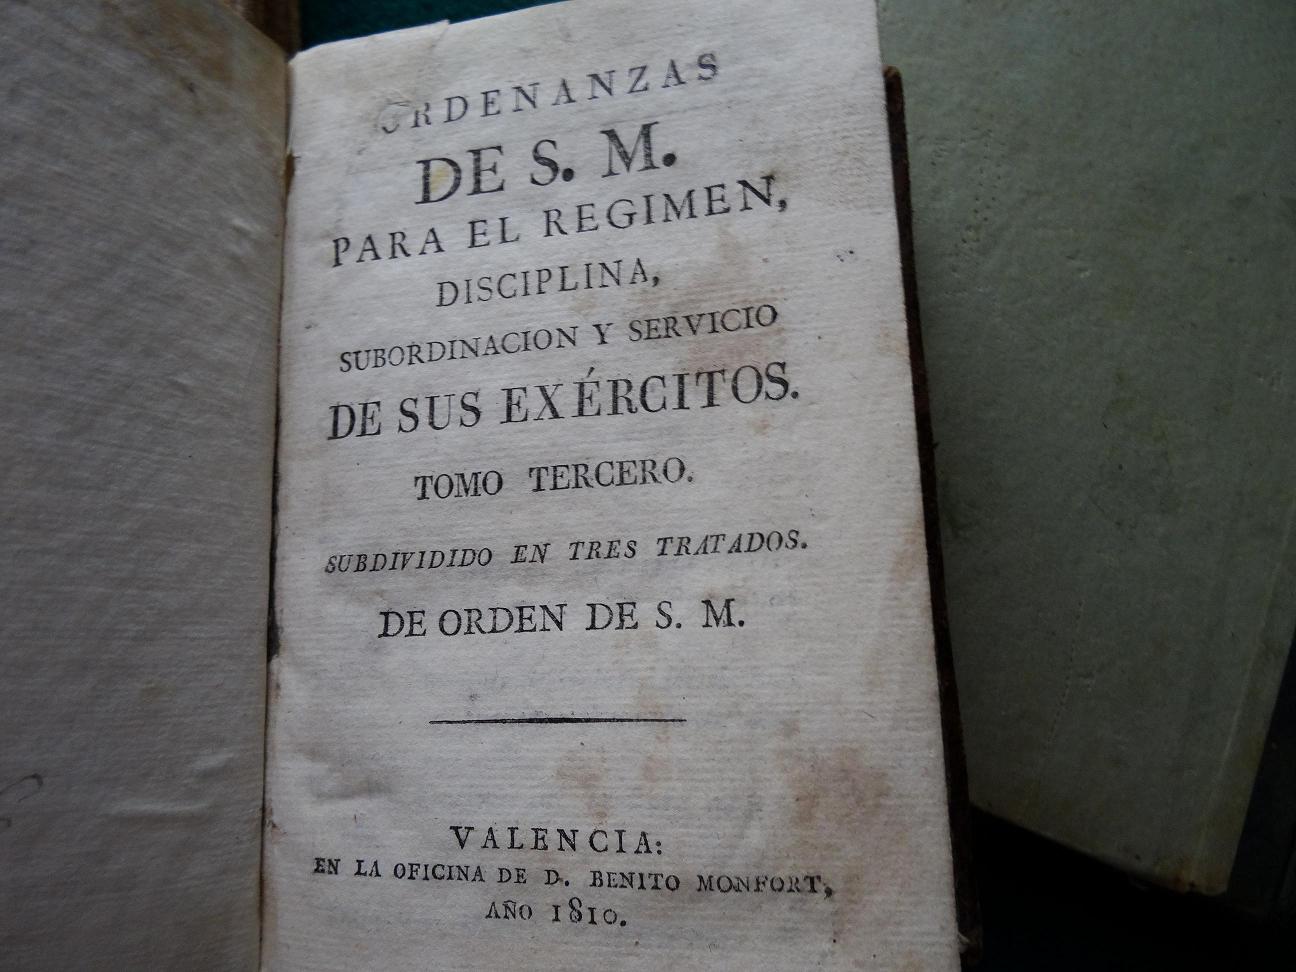 ORDENANZAS
DE S. M.
PARA EL REGIMEN,
DISCIPLINA,
SUBORDINACION Y SERVICIO
DE SUS EXÉRCITOS.
TOMO TERCERO.
SUBDIVIDIDO EN TRES TRATADOS.
DE ORDEN DE S. M.
VALENCIA:
EN LA OFICINA DE D. BENITO MONFORT,
AÑO 1810.